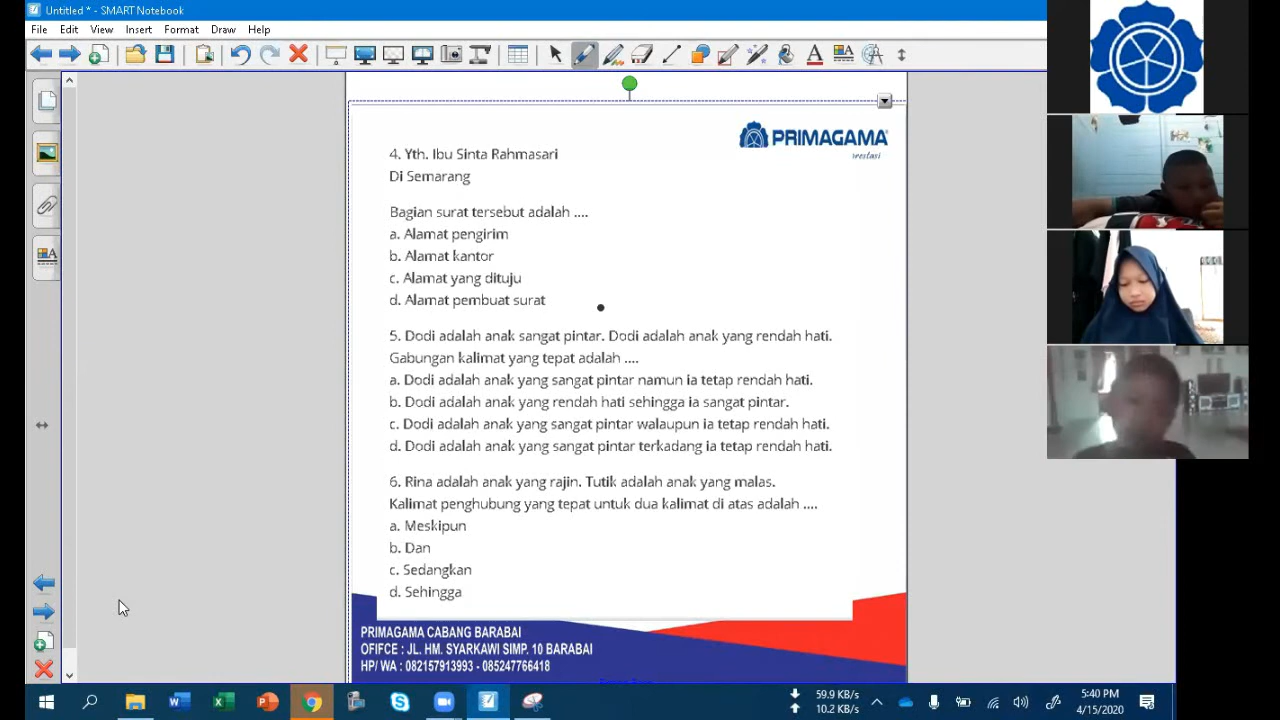 Untitled * - SMART Notebook
File Edit View Insert Format Draw Help
PRIMAGAMA
4. Yth. Ibu Sinta Rahmasari
Di Semarang
Bagian surat tersebut adalah ....
a. Alamat pengirim
b. Alamat kantor
c. Alamat yang dituju
d. Alamat pembuat surat
5. Dodi adalah anak sangat pintar. Dodi adalah anak yang rendah hati.
Gabungan kalimat yang tepat adalah ....
a. Dodi adalah anak yang sangat pintar namun ia tetap rendah hati.
b. Dodi adalah anak yang rendah hati sehingga ia sangat pintar.
c. Dodi adalah anak yang sangat pintar walaupun ia tetap rendah hati.
d. Dodi adalah anak yang sangat pintar terkadang ia tetap rendah hati.
6. Rina adalah anak yang rajin. Tutik adalah anak yang malas.
Kalimat penghubung yang tepat untuk dua kalimat di atas adalah ....
a. Meskipun
b. Dan
c. Sedangkan
d. Sehingga
PRIMAGAMA CABANG BARABAI
OFIFCE : JL. HM. SYARKAWI SIMP. 10 BARABAI
HP/ WA : 082157913993 - 085247766418
59.9 KB/s
10.2 KB/s
5:40 PM
4/15/2020